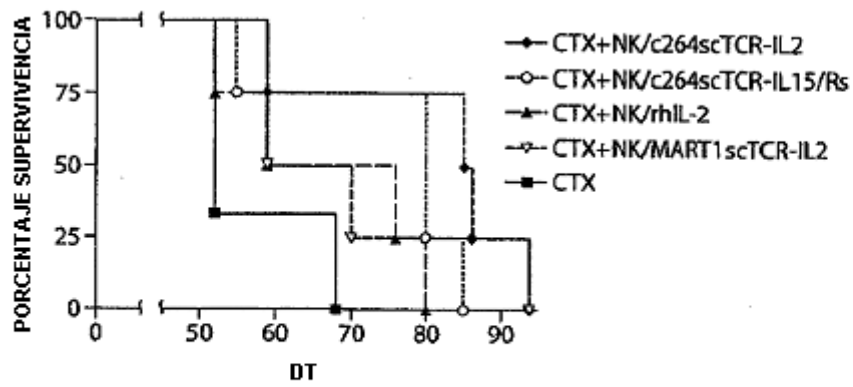 PORCENTAJE SUPERVIVENCIA
100
75
50
25
0
0
50
60
70
80
90
DT
CTX+NK/c264scTCR-IL2
CTX+NK/c264scTCR-IL15/Rs
CTX+NK/rhIL-2
CTX+NK/MART1scTCR-IL2
CTX